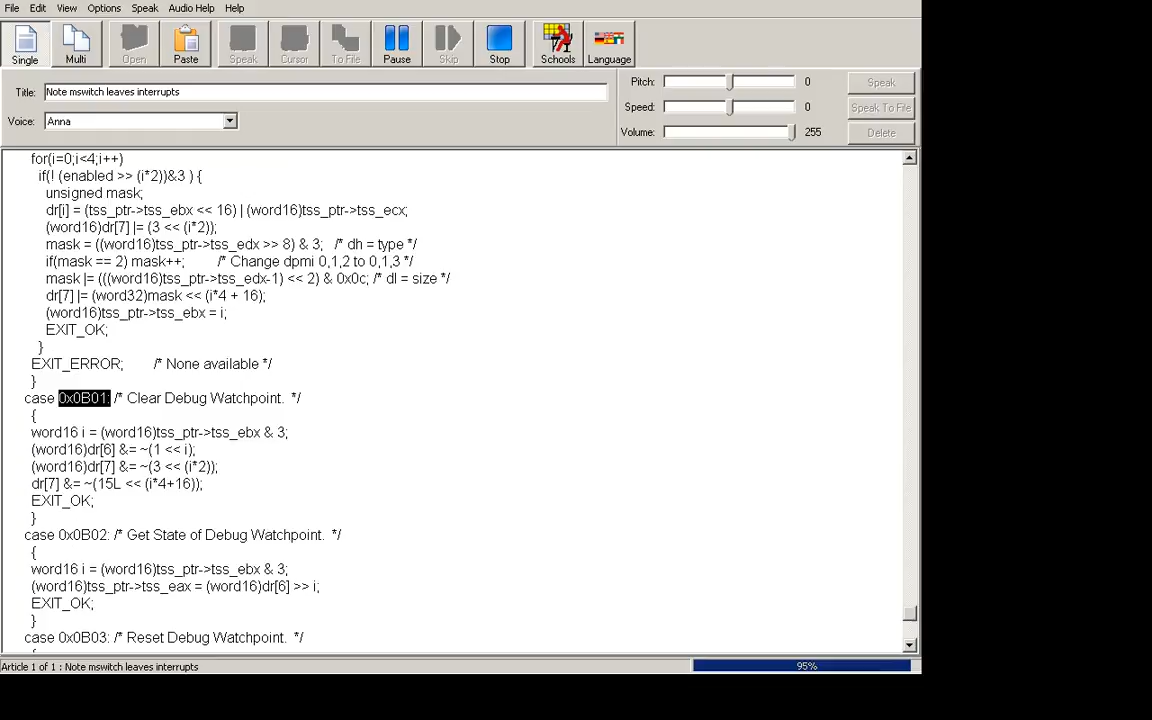 File Edit View Options Speak Audio Help Help
Single Multi Open Paste Speak Cursor To File Pause Skip Stop Schools Language
Title: Note mswitch leaves interrupts
Voice: Anna
Pitch: 0 Speak
Speed: 0 Speak To File
Volume: 255 Delete
for(i=0;i<4;i++)
if(! (enabled >> (i*2))&3 ) {
unsigned mask;
dr[i] = (tss_ptr->tss_ebx << 16) | (word16)tss_ptr->tss_ecx;
(word16)dr[7] |= (3 << (i*2));
mask = ((word16)tss_ptr->tss_edx >> 8) & 3; /* dh = type */
if(mask == 2) mask++; /* Change dpmi 0,1,2 to 0,1,3 */
mask |= (((word16)tss_ptr->tss_edx-1) << 2) & 0x0c; /* dl = size */
dr[7] |= (word32)mask << (i*4 + 16);
(word16)tss_ptr->tss_ebx = i;
EXIT_OK;
}
EXIT_ERROR; /* None available */
}
case 0x0B01: /* Clear Debug Watchpoint. */
{
word16 i = (word16)tss_ptr->tss_ebx & 3;
(word16)dr[6] &= ~(1 << i);
(word16)dr[7] &= ~(3 << (i*2));
dr[7] &= ~(15L << (i*4+16));
EXIT_OK;
}
case 0x0B02: /* Get State of Debug Watchpoint. */
{
word16 i = (word16)tss_ptr->tss_ebx & 3;
(word16)tss_ptr->tss_eax = (word16)dr[6] >> i;
EXIT_OK;
}
case 0x0B03: /* Reset Debug Watchpoint. */
{
Article 1 of 1 : Note mswitch leaves interrupts 95%